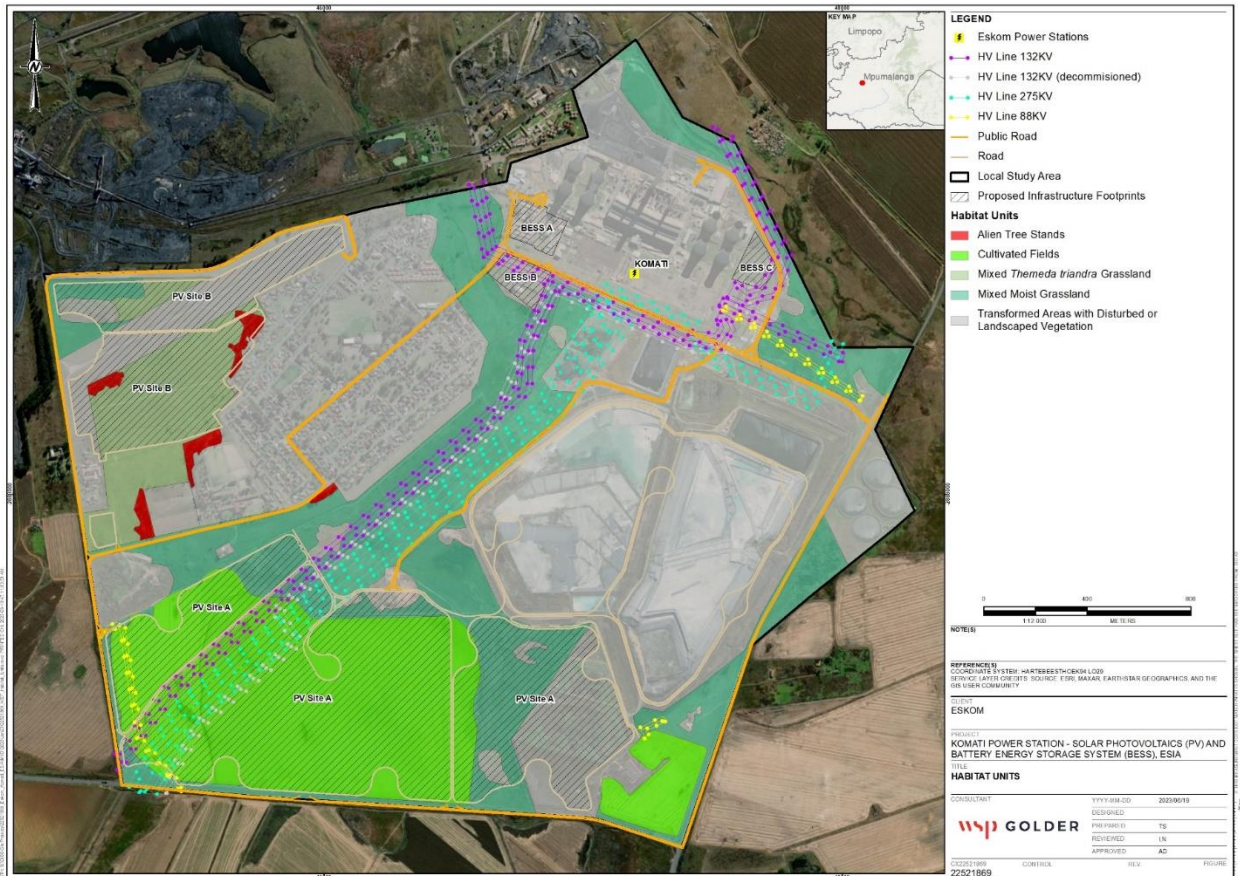 KEY MAP
Limpopo
Mpumalanga
N
BESS A
KOMATI
BESS B
BESS C
PV Site B
PV Site B
PV Site A
PV Site A
PV Site A
LEGEND
Eskom Power Stations
HV Line 132KV
HV Line 132KV (decommisioned)
HV Line 275KV
HV Line 88KV
Public Road
Road
Local Study Area
Proposed Infrastructure Footprints
Habitat Units
Alien Tree Stands
Cultivated Fields
Mixed Themeda triandra Grassland
Mixed Moist Grassland
Transformed Areas with Disturbed or
Landscaped Vegetation
0 400 800
1:12 000 METERS
NOTE(S)
REFERENCE(S)
COORDINATE SYSTEM: HARTEBEESTHOEK94 LO29
SERVICE LAYER CREDITS: SOURCE: ESRI, MAXAR, EARTHSTAR GEOGRAPHICS, AND THE
GIS USER COMMUNITY
CLIENT
ESKOM
PROJECT
KOMATI POWER STATION - SOLAR PHOTOVOLTAICS (PV) AND
BATTERY ENERGY STORAGE SYSTEM (BESS), ESIA
TITLE
HABITAT UNITS
CONSULTANT
wsp GOLDER
YYYY-MM-DD 2023/06/19
DESIGNED
PREPARED TS
REVIEWED
APPROVED AD
CONTROL REV. FIGURE
22521869